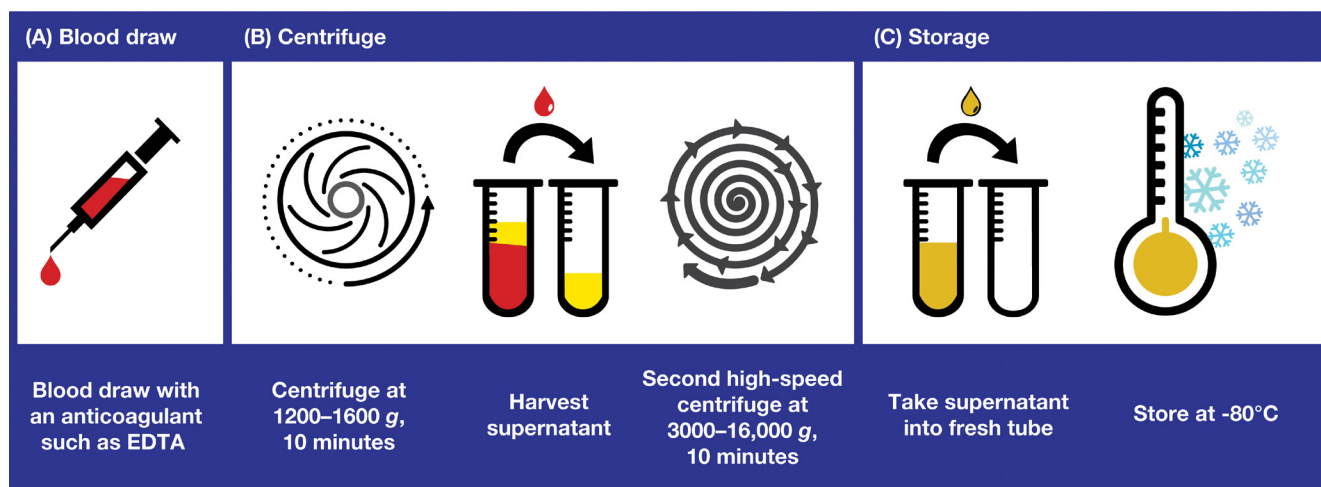 (A) Blood draw
(B) Centrifuge
(C) Storage
Blood draw with
an anticoagulant
such as EDTA
Centrifuge at
1200–1600 g,
10 minutes
Harvest
supernatant
Second high-speed
centrifuge at
3000–16,000 g,
10 minutes
Take supernatant
into fresh tube
Store at -80°C